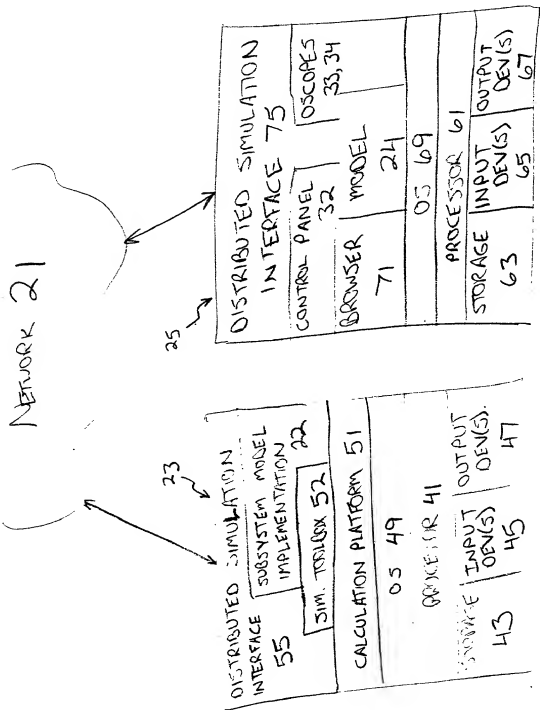 NETWORK 21
23
DISTRIBUTED SIMULATION
INTERFACE
55
SUBSYSTEM MODEL
IMPLEMENTATION
22
SIM. TOOLBOX 52
CALCULATION PLATFORM 51
OS 49
PROCESSOR 41
STORAGE
43
INPUT
DEV(S)
45
OUTPUT
DEV(S).
47
25
DISTRIBUTED SIMULATION
INTERFACE 75
CONTROL PANEL
32
OSCOPES
33,34
BROWSER
71
MODEL
24
OS 69
PROCESSOR 61
STORAGE
63
INPUT
DEV(S)
65
OUTPUT
DEV(S)
67